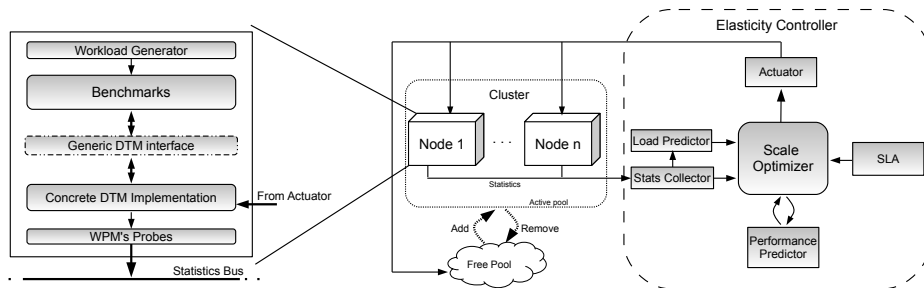 Workload Generator
Benchmarks
Generic DTM interface
Concrete DTM Implementation
From Actuator
WPM's Probes
Statistics Bus
Cluster
Node 1
. . .
Node n
Statistics
Active pool
Add
Remove
Free Pool
Elasticity Controller
Actuator
Load Predictor
Stats Collector
Scale
Optimizer
SLA
Performance
Predictor